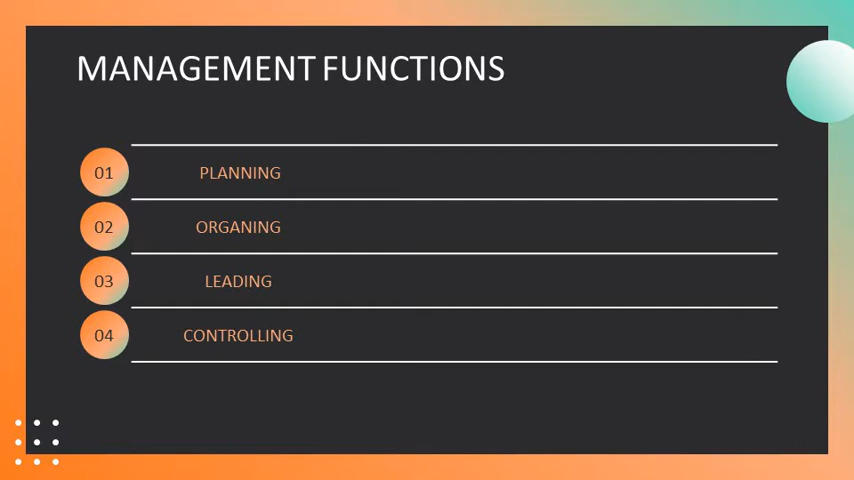 MANAGEMENT FUNCTIONS
01 PLANNING
02 ORGANING
03 LEADING
04 CONTROLLING